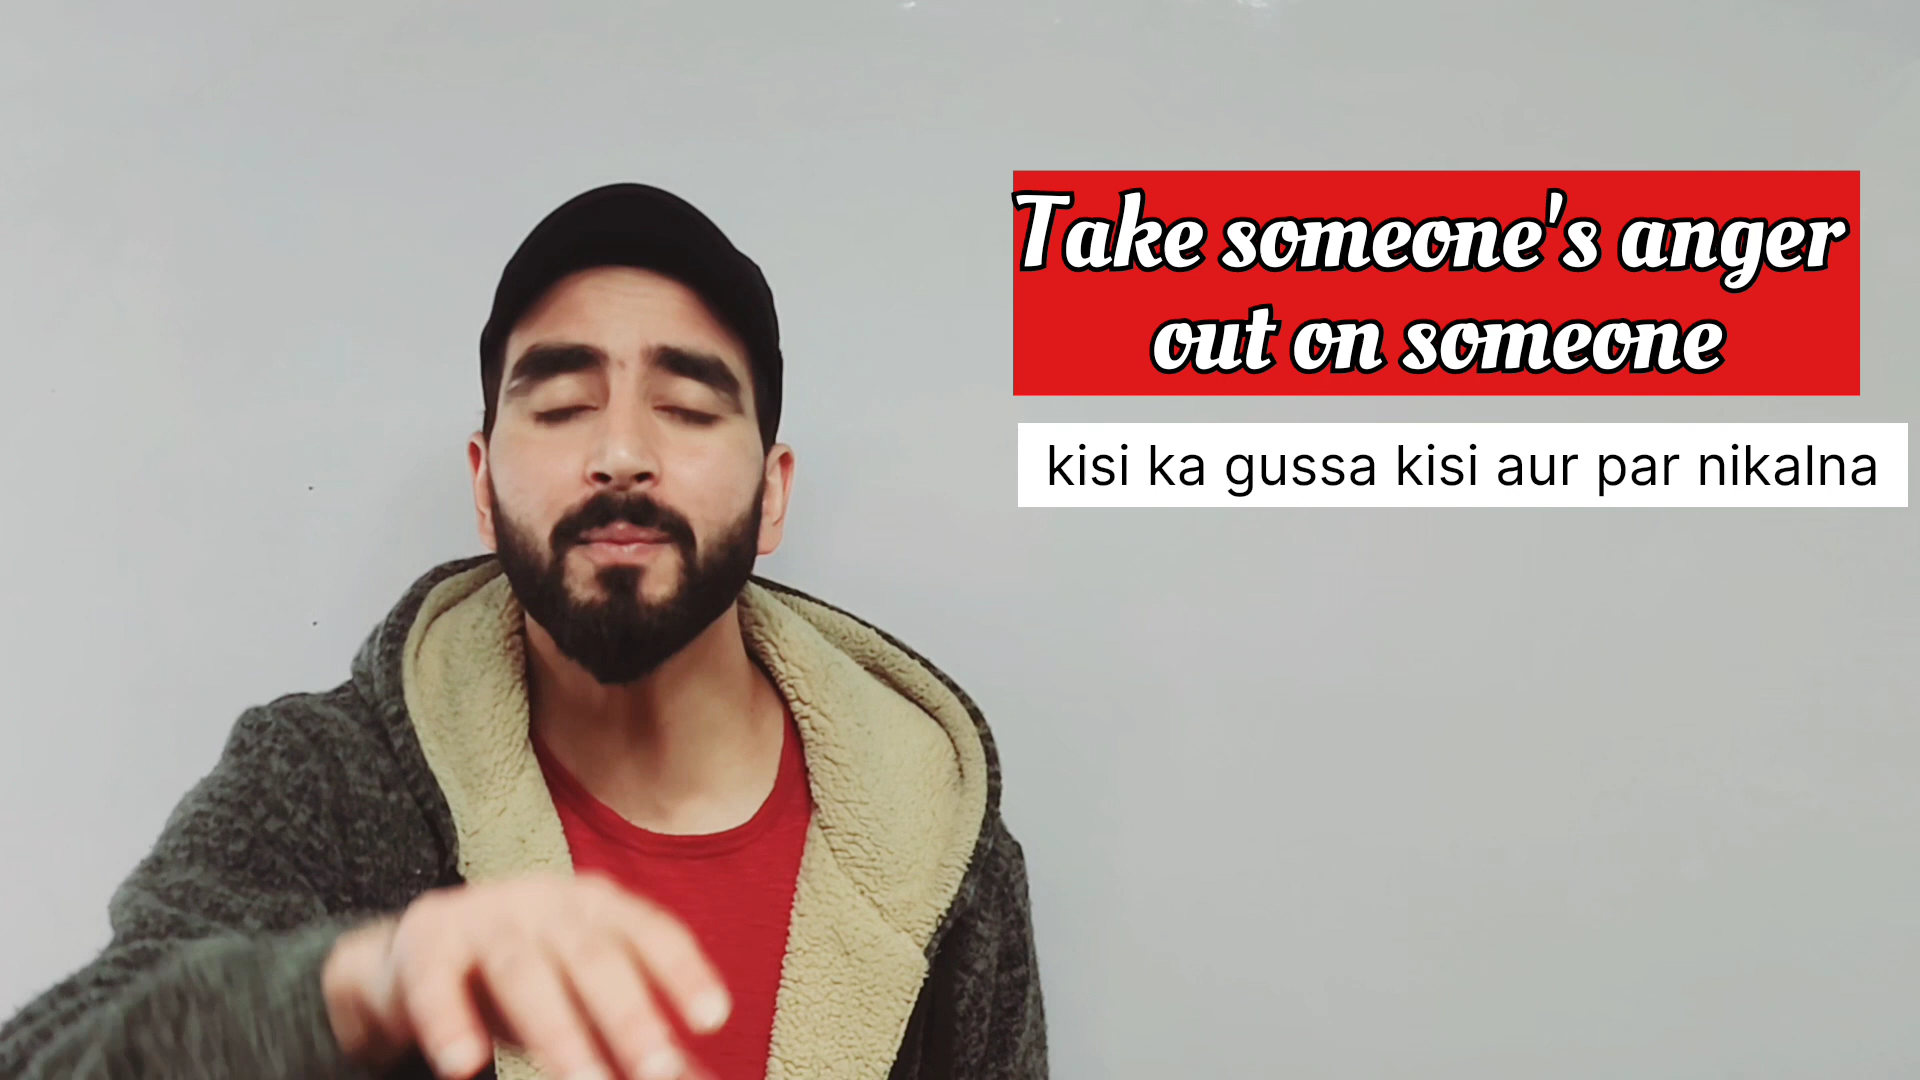 Take someone's anger
out on someone
kisi ka gussa kisi aur par nikalna